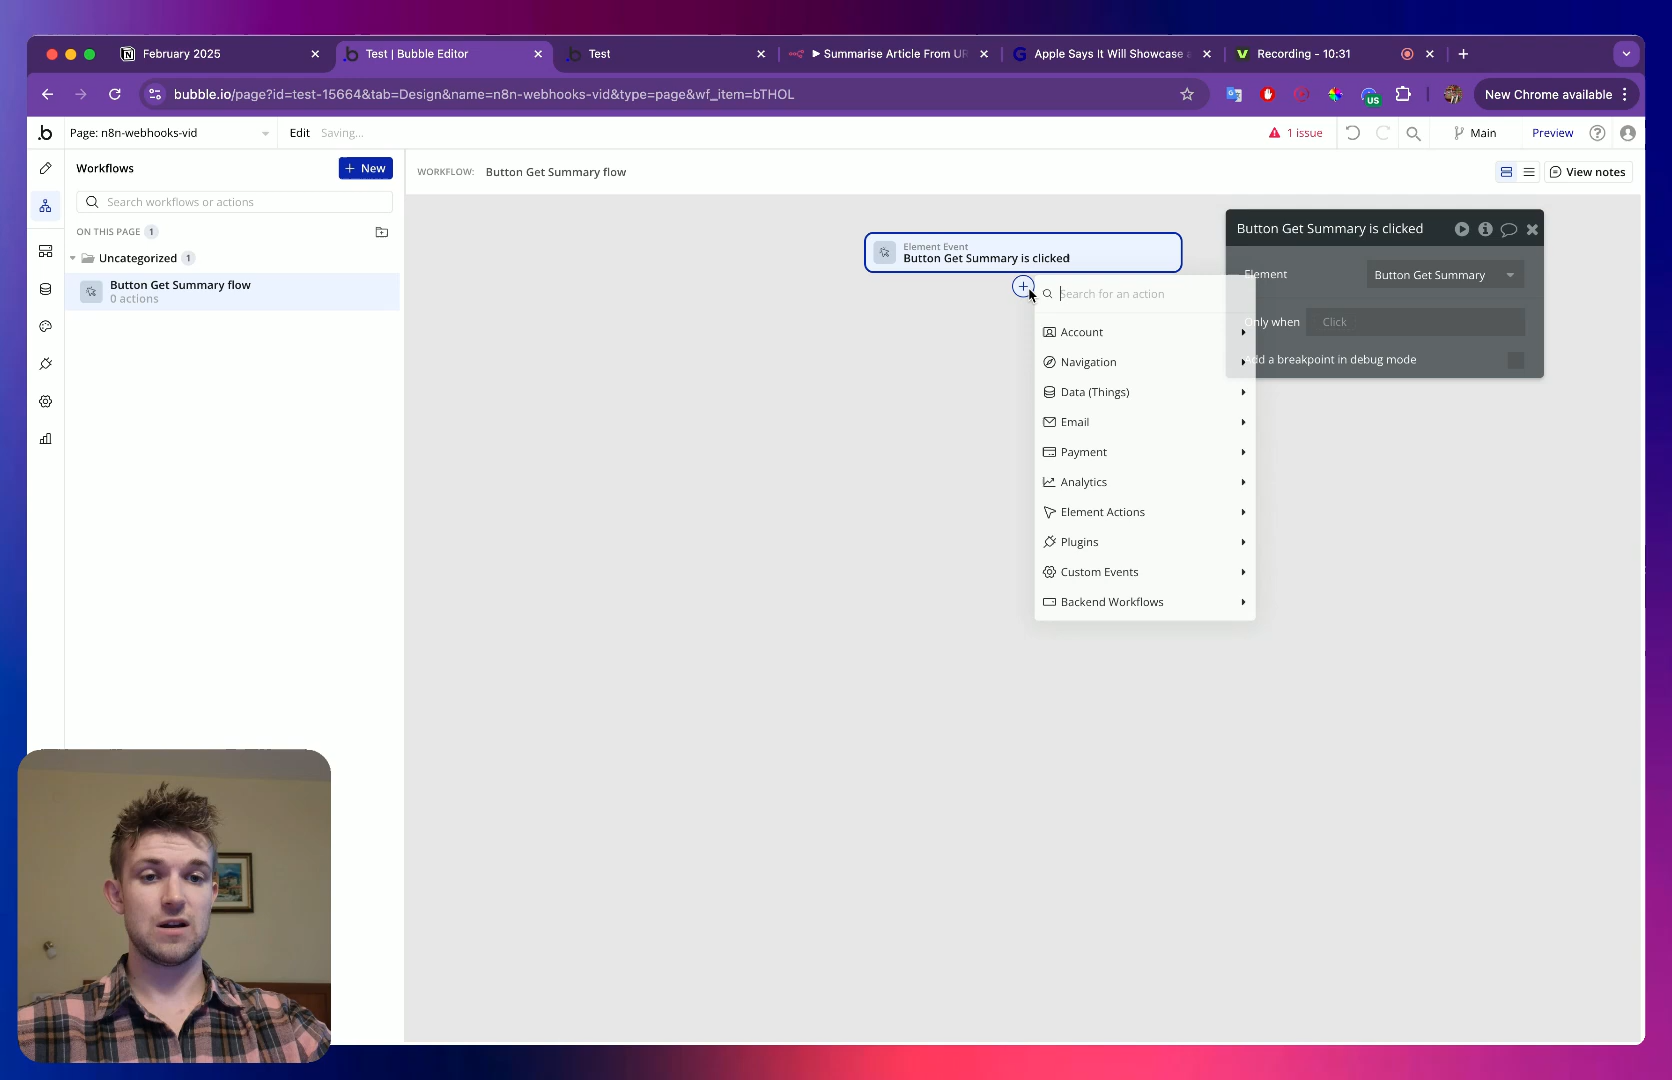 February 2025
Test | Bubble Editor
Test
▶ Summarise Article From UR
Apple Says It Will Showcase
Recording - 10:31
bubble.io/page?id=test-15664&tab=Design&name=n8n-webhooks-vid&type=page&wf_item=bTHOL
US
New Chrome available
Page: n8n-webhooks-vid
Edit
Saving...
1 issue
Main
Preview
Workflows
+ New
WORKFLOW:
Button Get Summary flow
View notes
Search workflows or actions
ON THIS PAGE 1
Uncategorized 1
Button Get Summary flow
0 actions
Element Event
Button Get Summary is clicked
Button Get Summary is clicked
Element
Button Get Summary
Only when
Click
Add a breakpoint in debug mode
Search for an action
Account
Navigation
Data (Things)
Email
Payment
Analytics
Element Actions
Plugins
Custom Events
Backend Workflows